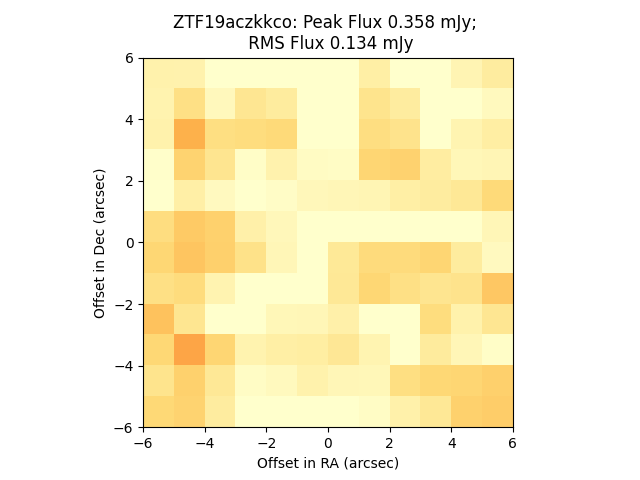 ZTF19aczkkco: Peak Flux 0.358 mJy;
RMS Flux 0.134 mJy
6
4
2
0
−2
−4
−6
Offset in Dec (arcsec)
−6 −4 −2 0 2 4 6
Offset in RA (arcsec)